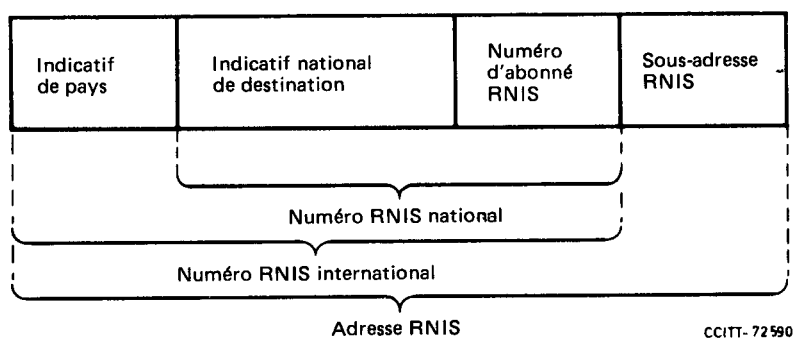 Indicatif
de pays
Indicatif national
de destination
Numéro
d'abonné
RNIS
Sous-adresse
RNIS
Numéro RNIS national
Numéro RNIS international
Adresse RNIS
CCITT-72590